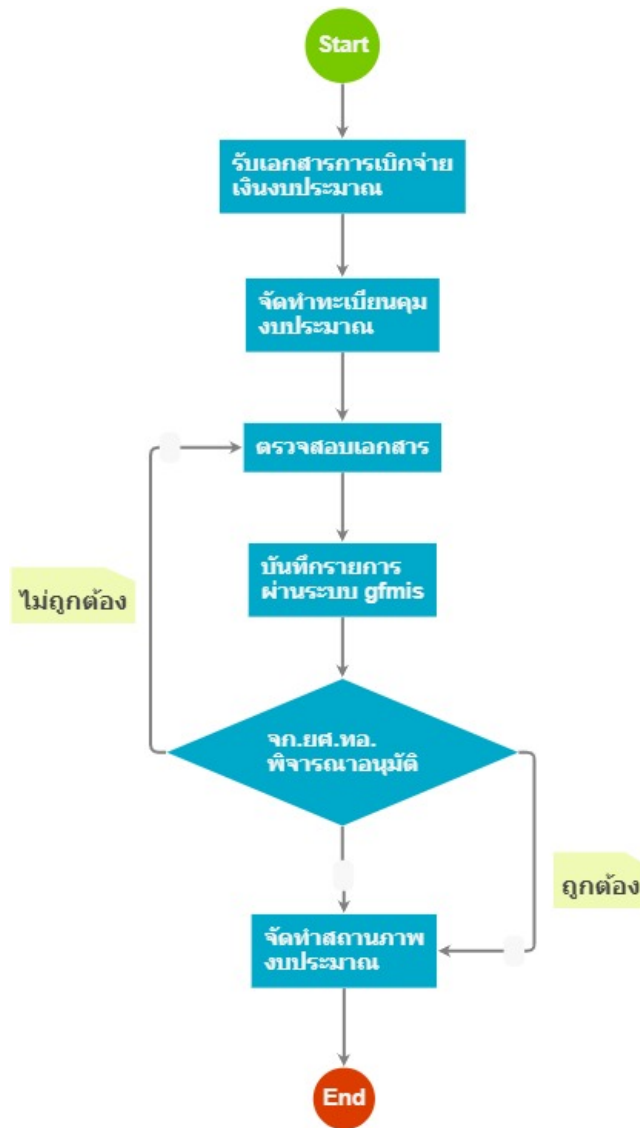 Start
รับเอกสารการเบิกจ่าย
เงินงบประมาณ
จัดทำทะเบียนคุม
งบประมาณ
ตรวจสอบเอกสาร
บันทึกรายการ
ผ่านระบบ gfmis
ไม่ถูกต้อง
จก.ยศ.ทอ.
พิจารณาอนุมัติ
ถูกต้อง
จัดทำสถานภาพ
งบประมาณ
End